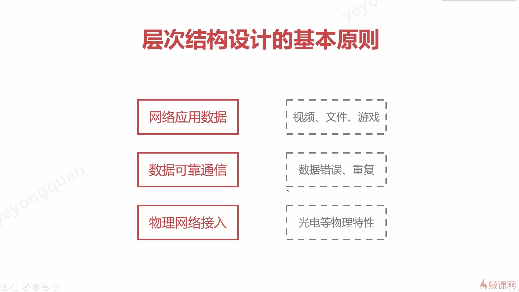 层次结构设计的基本原则
网络应用数据
视频、文件、游戏
数据可靠通信
数据错误、重复
物理网络接入
光电等物理特性
yeyongquan
慕课网